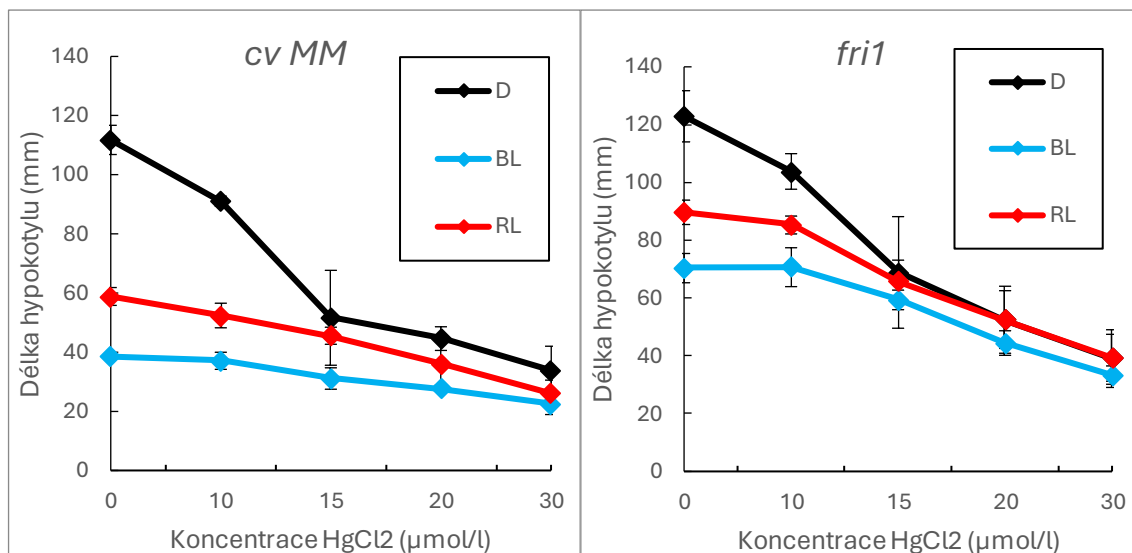 cv MM
Délka hypokotylu (mm)
140
120
100
80
60
40
20
0
D
BL
RL
0 10 15 20 30
Koncentrace HgCl2 (µmol/l)
fri1
Délka hypokotylu (mm)
140
120
100
80
60
40
20
0
D
BL
RL
0 10 15 20 30
Koncentrace HgCl2 (µmol/l)